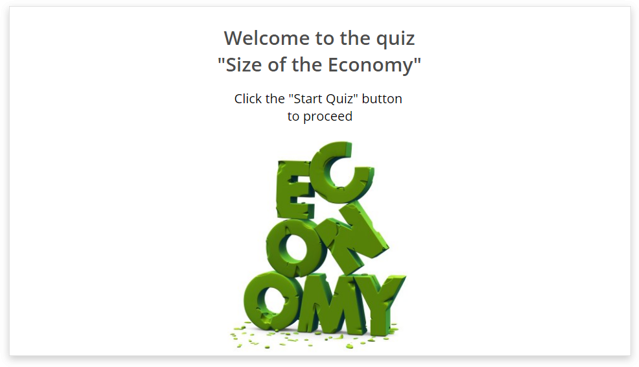 Welcome to the quiz
"Size of the Economy"
Click the "Start Quiz" button
to proceed
EC
ON
OMY